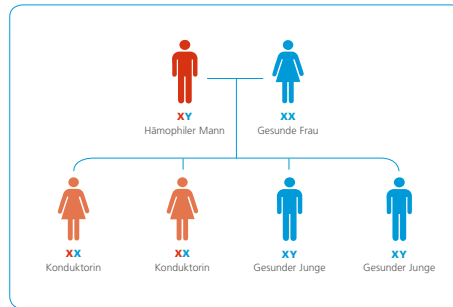 XY
Hämophiler Mann
XX
Gesunde Frau
XX
Konduktorin
XX
Konduktorin
XY
Gesunder Junge
XY
Gesunder Junge